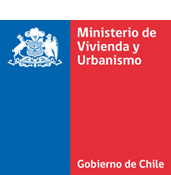 Ministerio de
Vivienda y
Urbanismo
Gobierno de Chile